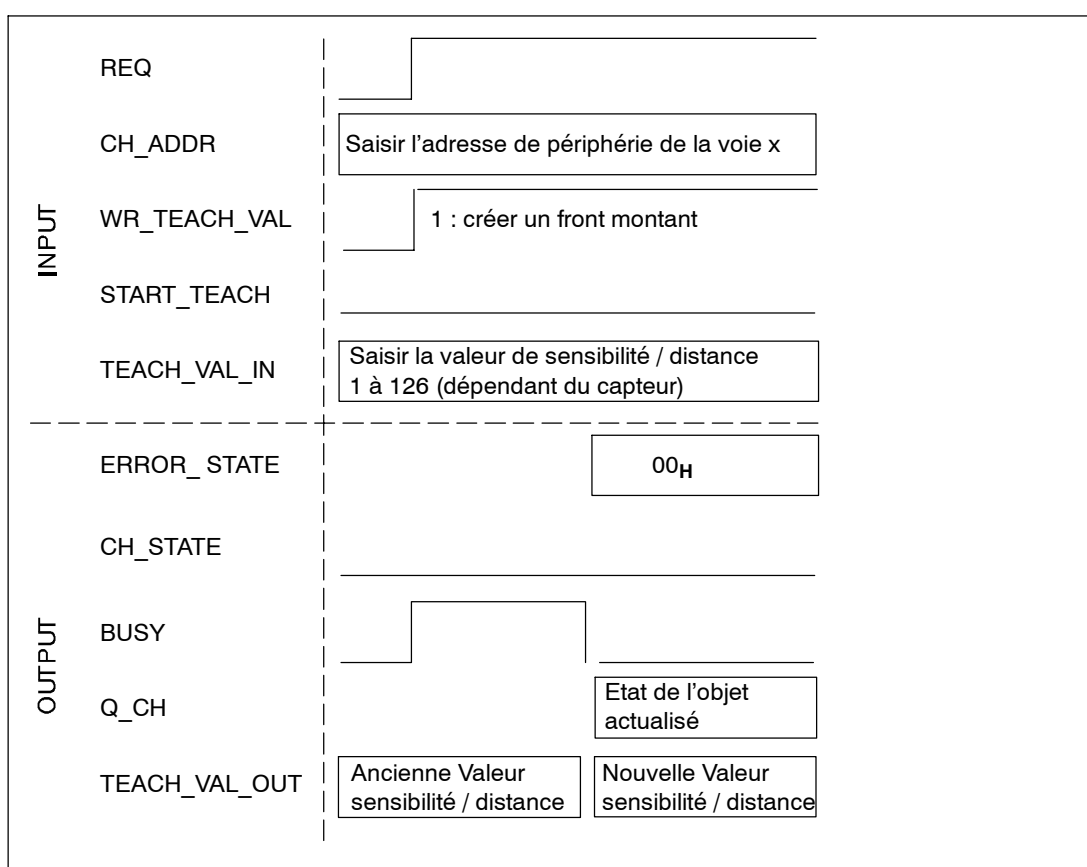 REQ
CH_ADDR
Saisir l’adresse de périphérie de la voie x
INPUT
WR_TEACH_VAL
1 : créer un front montant
START_TEACH
TEACH_VAL_IN
Saisir la valeur de sensibilité / distance
1 à 126 (dépendant du capteur)
ERROR_ STATE
00H
CH_STATE
OUTPUT
BUSY
Q_CH
Etat de l’objet
actualisé
TEACH_VAL_OUT
Ancienne Valeur
sensibilité / distance
Nouvelle Valeur
sensibilité / distance